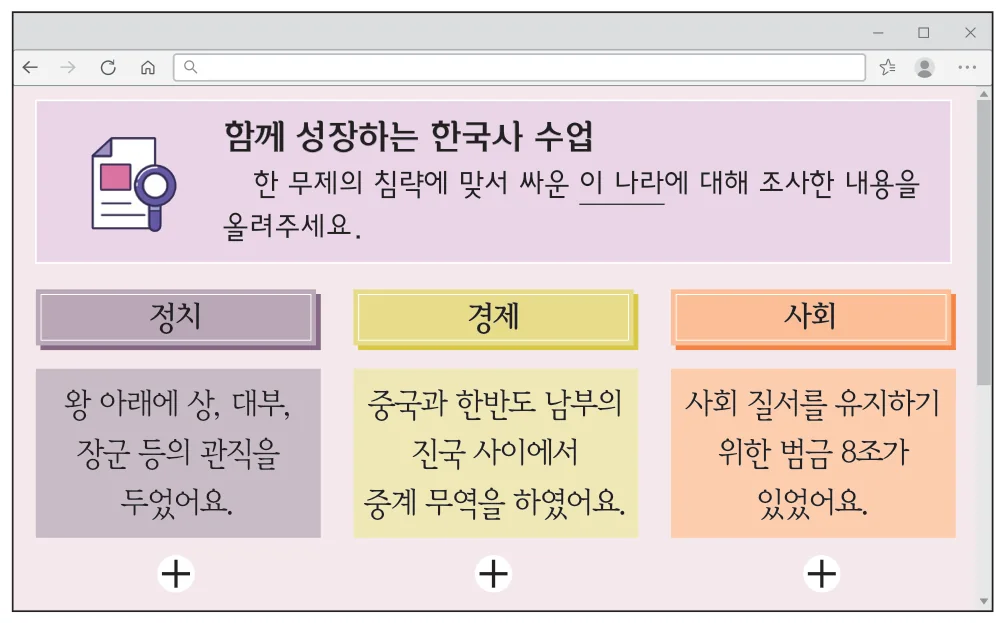 함께 성장하는 한국사 수업
한 무제의 침략에 맞서 싸운 이 나라에 대해 조사한 내용을
올려주세요.
정치
왕 아래에 상, 대부,
장군 등의 관직을
두었어요.
경제
중국과 한반도 남부의
진국 사이에서
중계 무역을 하였어요.
사회
사회 질서를 유지하기
위한 범금 8조가
있었어요.